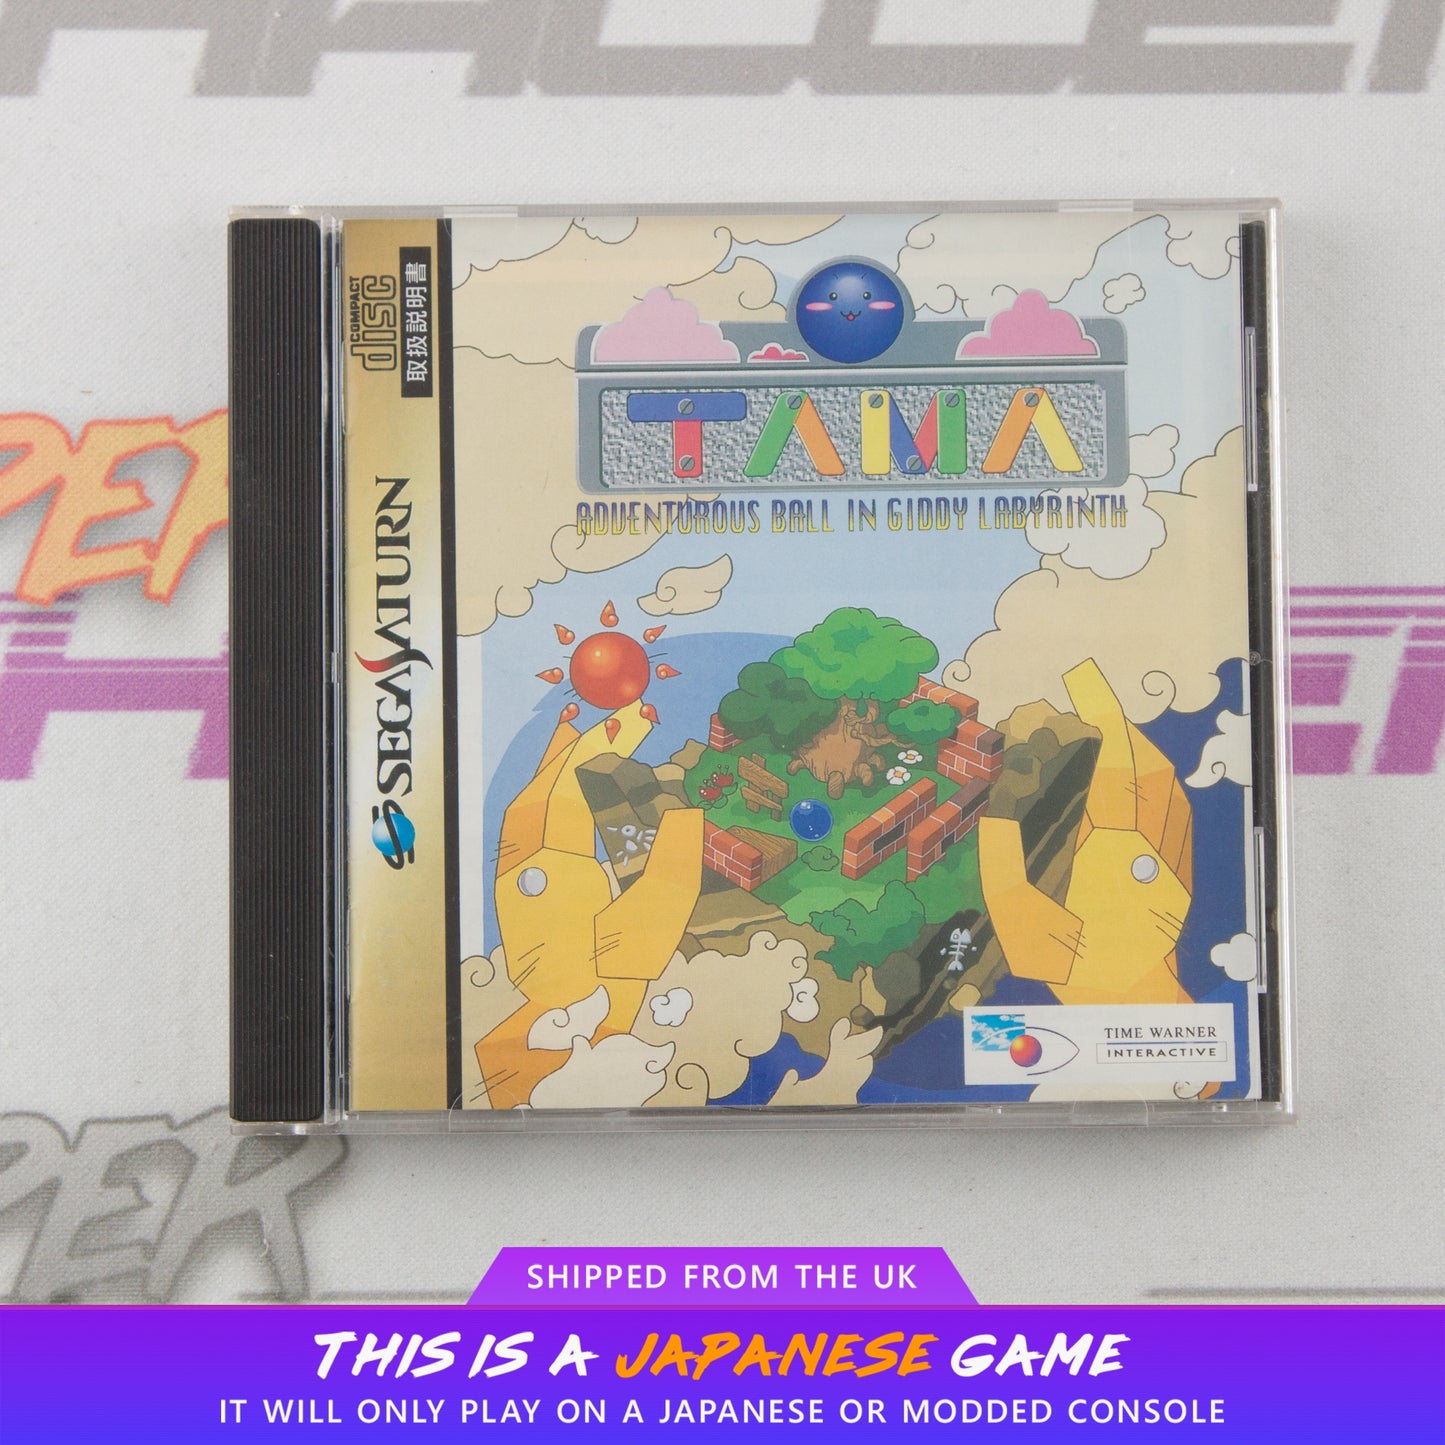 COMPACT
disc
取扱説明書
SEGA SATURN
TAMA
ADVENTUROUS BALL IN GIDDY LABYRINTH
TIME WARNER
INTERACTIVE
SHIPPED FROM THE UK
THIS IS A JAPANESE GAME
IT WILL ONLY PLAY ON A JAPANESE OR MODDED CONSOLE